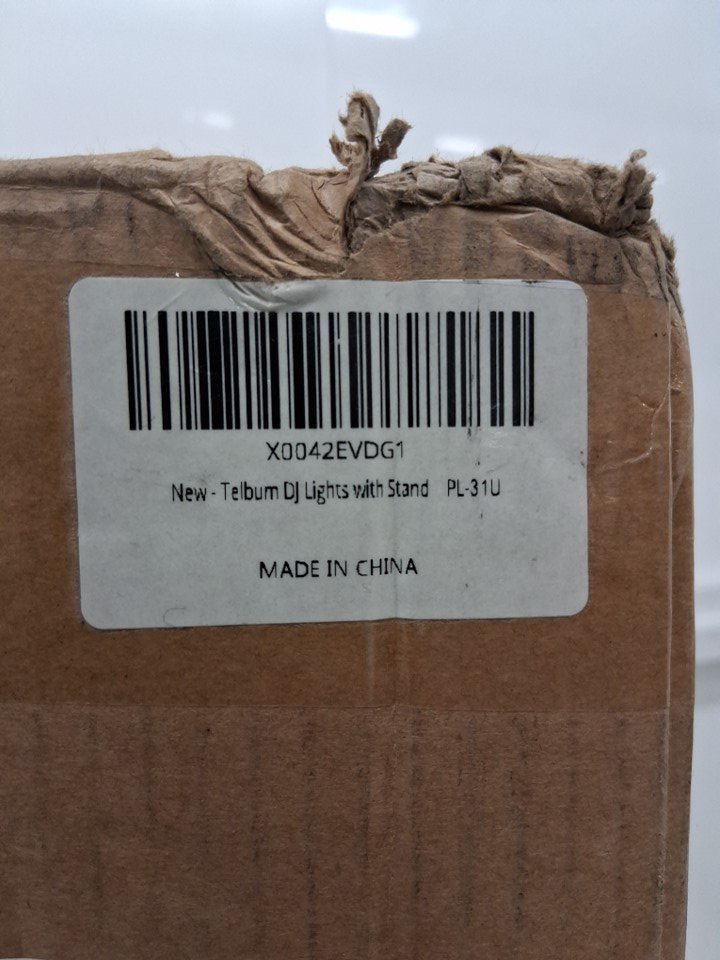 X0042EVDG1
New - Telbum DJ Lights with Stand PL-31U
MADE IN CHINA